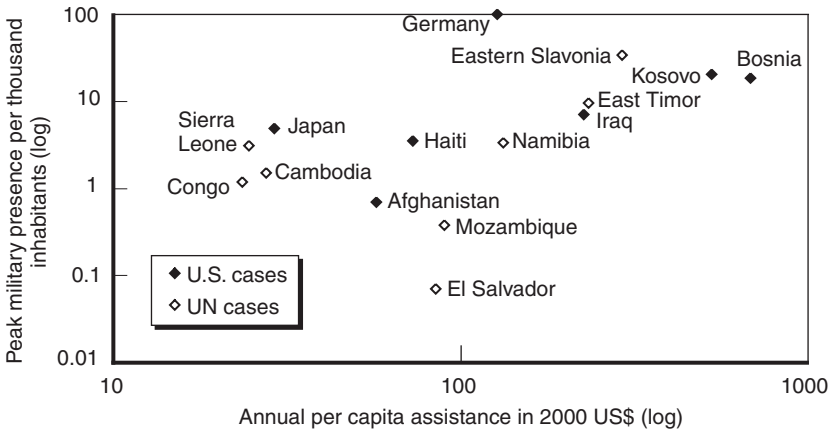 Peak military presence per thousand
inhabitants (log)
100
10
1
0.1
0.01
Germany
Eastern Slavonia
Kosovo
Bosnia
East Timor
Iraq
Sierra
Leone
Japan
Haiti
Namibia
Congo
Cambodia
Afghanistan
Mozambique
El Salvador
U.S. cases
UN cases
10
100
1000
Annual per capita assistance in 2000 US$ (log)